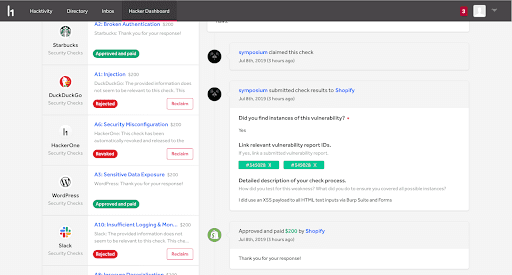 Hacktivity Directory Inbox Hacker Dashboard
3
Starbucks
Security Checks
A2: Broken Authentication $200
Starbucks: Thank you for your response!
Approved and paid
DuckDuckGo
Security Checks
A1: Injection $200
DuckDuckGo: The provided information does
not seem to be relevant to this check. This ...
Rejected
Reclaim
HackerOne
Security Checks
A6: Security Misconfiguration $200
HackerOne: This check has been
automatically revoked and released to the
Revoked
Reclaim
WordPress
Security Checks
A3: Sensitive Data Exposure $200
WordPress: Thank you for your response!
Approved and paid
Slack
Security Checks
A10: Insufficient Logging & Mon... $200
Slack: The provided information does not
seem to be relevant to this check. This che...
Rejected
Reclaim
symposium claimed this check
Jul 8th, 2019 (3 hours ago)
symposium submitted check results to Shopify
Jul 8th, 2019 (3 hours ago)
Did you find instances of this vulnerability? *
Yes
Link relevant vulnerability report IDs.
If yes, link a submitted vulnerability report.
#549028 X #549028 X
Detailed description of your check process.
How did you test for this weakness? What did you do to ensure you covered all possible instances?
I did use an XSS payload to all HTML text inputs via Burp Suite and Forms
Approved and paid $200 by Shopify
Jul 8th, 2019 (3 hours ago)
Thank you for your response!